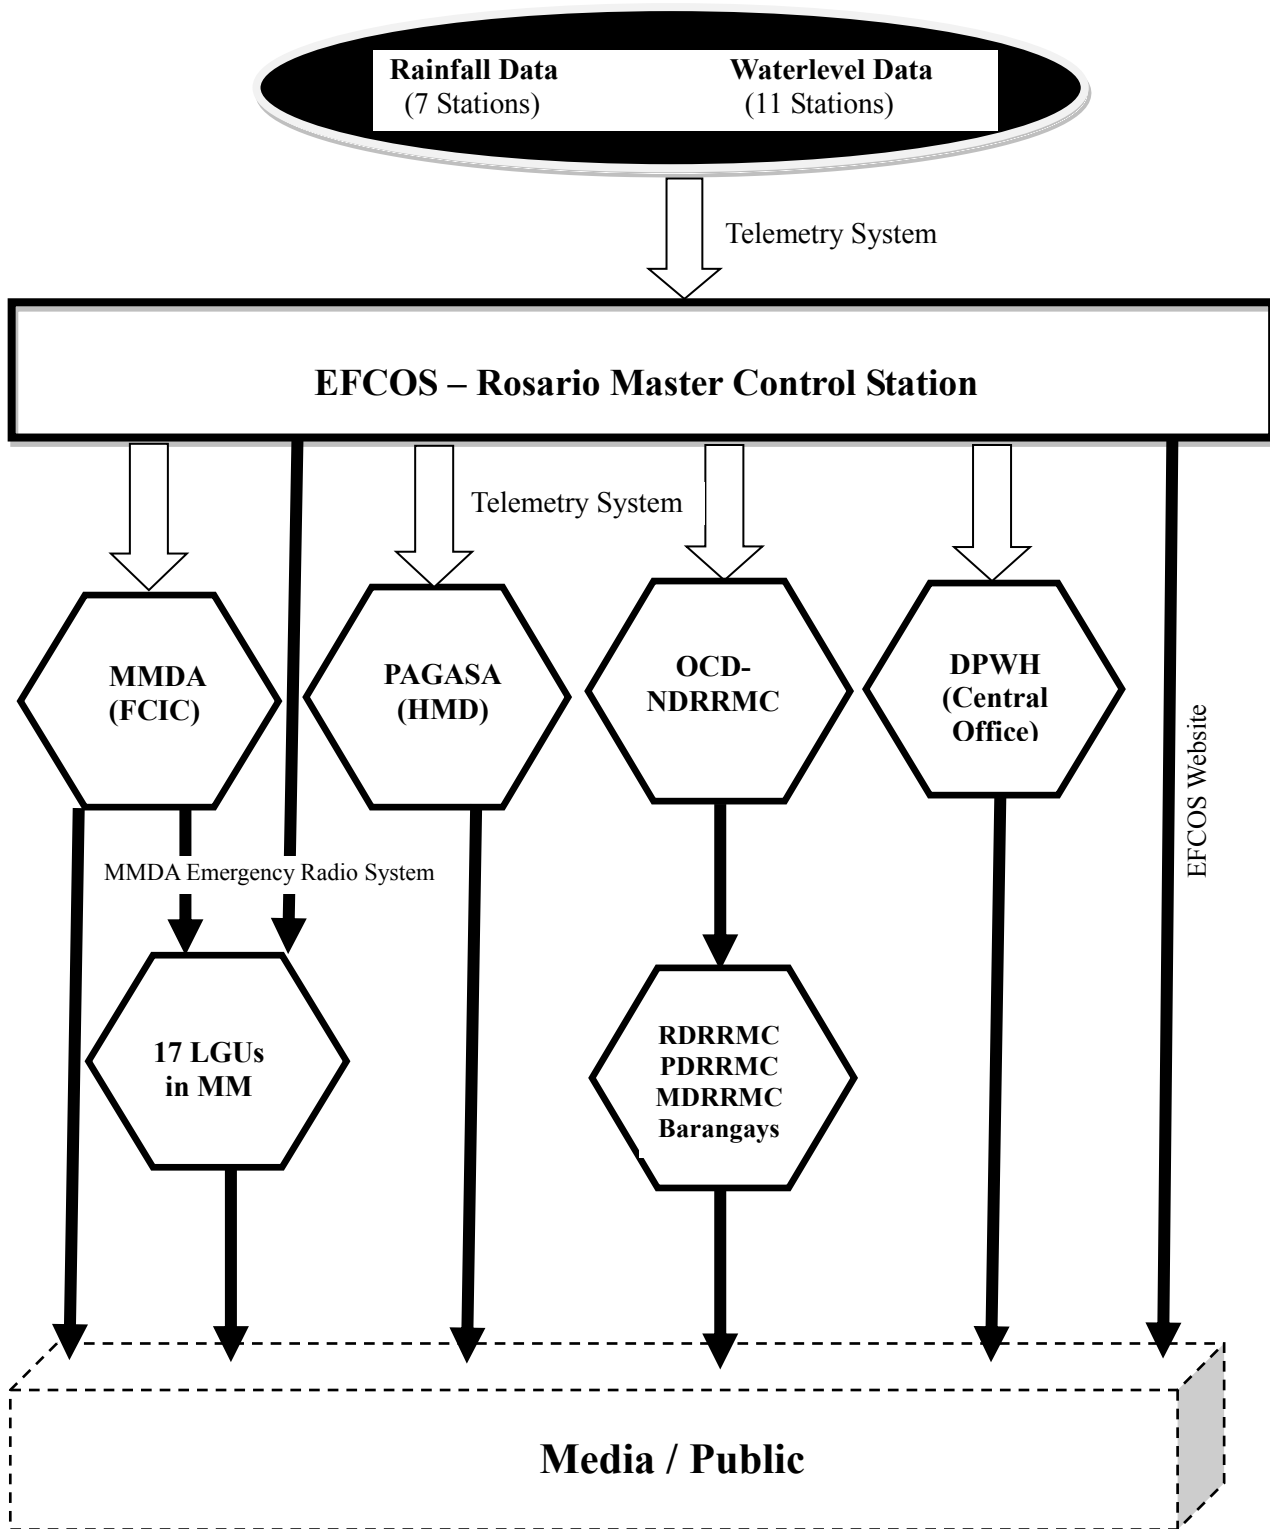 Rainfall Data
Waterlevel Data
(7 Stations)
(11 Stations)
Telemetry System
EFCOS – Rosario Master Control Station
Telemetry System
MMDA
(FCIC)
PAGASA
(HMD)
OCD-
NDRRMC
DPWH
(Central
Office)
EFCOS Website
MMDA Emergency Radio System
17 LGUs
in MM
RDRRMC
PDRRMC
MDRRMC
Barangays
Media / Public